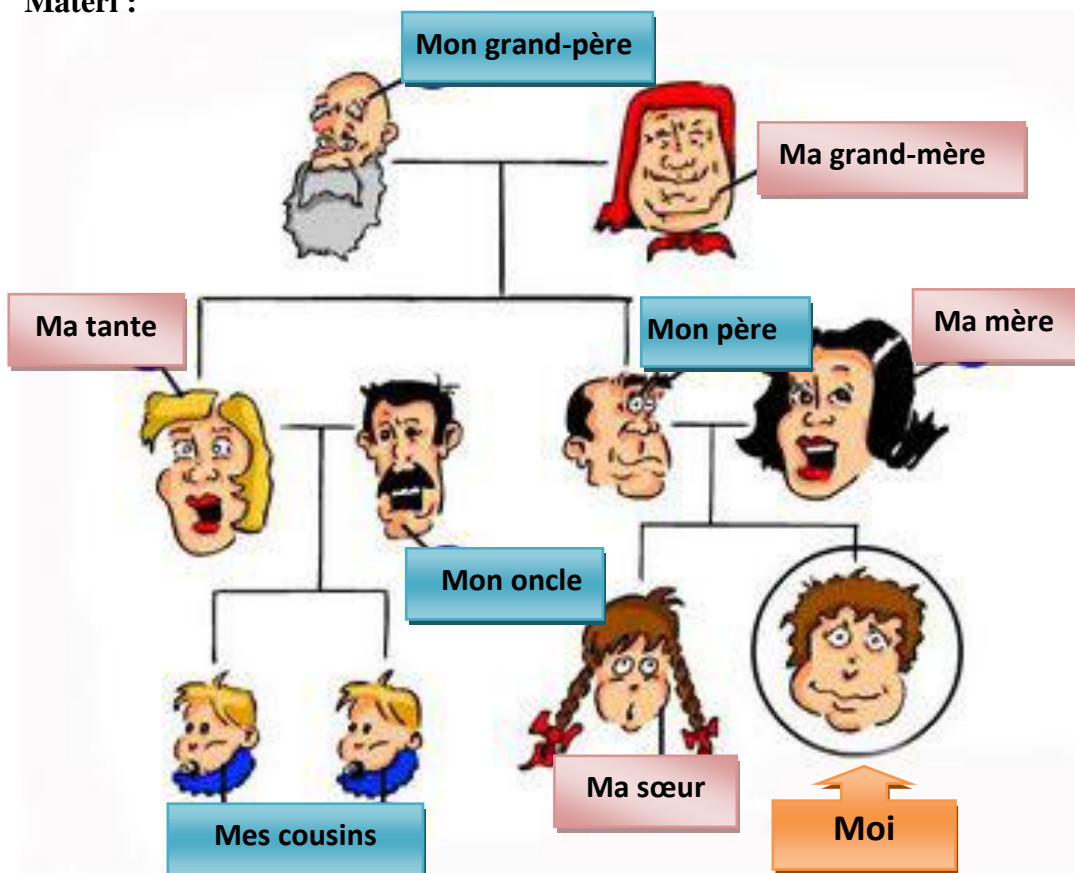 Materi :
Mon grand-père
Ma grand-mère
Ma tante
Mon père
Ma mère
Mon oncle
Ma sœur
Mes cousins
Moi